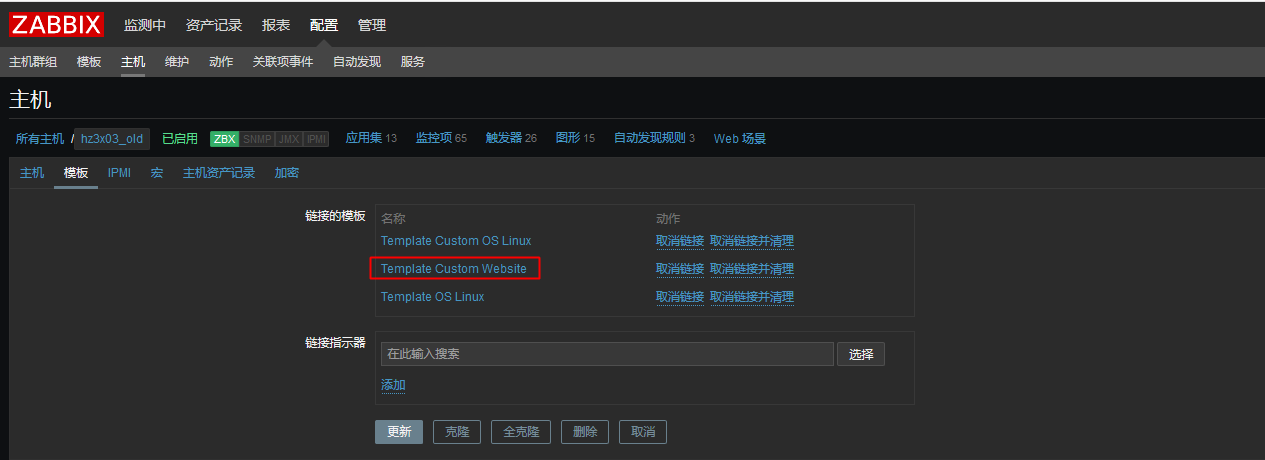 ZABBIX 监测中 资产记录 报表 配置 管理
主机群组 模板 主机 维护 动作 关联项事件 自动发现 服务
主机
所有主机 / hz3x03_old 已启用 ZBX SNMP JMX IPMI 应用集 13 监控项 65 触发器 26 图形 15 自动发现规则 3 Web 场景
主机 模板 IPMI 宏 主机资产记录 加密
链接的模板 名称 动作
Template Custom OS Linux 取消链接 取消链接并清理
Template Custom Website 取消链接 取消链接并清理
Template OS Linux 取消链接 取消链接并清理
链接指示器 在此输入搜索 选择
添加
更新 克隆 全克隆 删除 取消